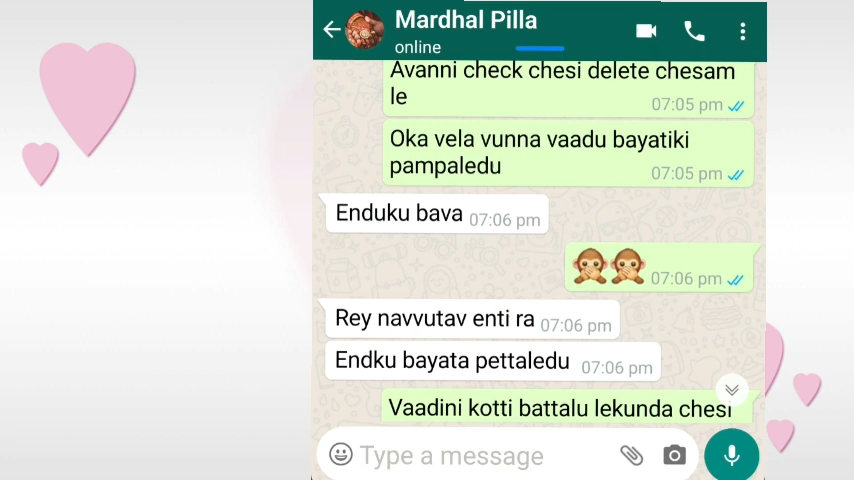 Mardhal Pilla
online
Avanni check chesi delete chesam
le
07:05 pm
Oka vela vunna vaadu bayatiki
pampaledu
07:05 pm
Enduku bava 07:06 pm
07:06 pm
Rey navvutav enti ra 07:06 pm
Endku bayata pettaledu 07:06 pm
Vaadini kotti battalu lekunda chesi
Type a message